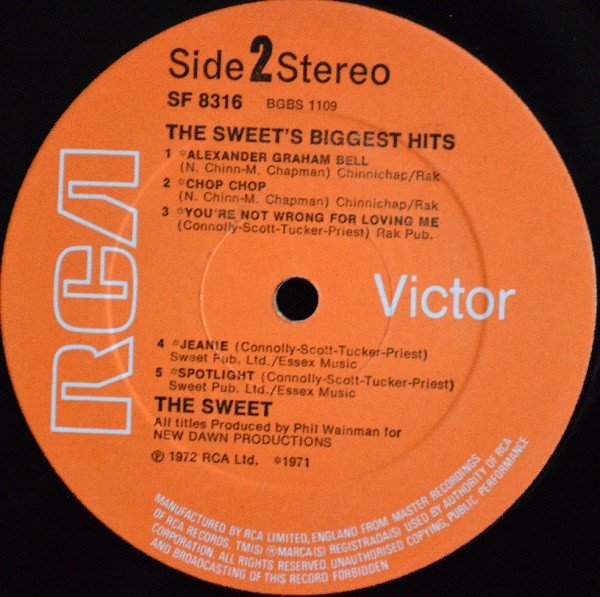 Side 2 Stereo
SF 8316 BGBS 1109
THE SWEET'S BIGGEST HITS
1 *ALEXANDER GRAHAM BELL
(N. Chinn-M. Chapman) Chinnichap/Rak
2 *CHOP CHOP
(N. Chinn-M. Chapman) Chinnichap/Rak
3 *YOU'RE NOT WRONG FOR LOVING ME
(Connolly-Scott-Tucker-Priest) Rak Pub.
RCA
Victor
4 *JEANIE (Connolly-Scott-Tucker-Priest)
Sweet Pub. Ltd./Essex Music
5 *SPOTLIGHT (Connolly-Scott-Tucker-Priest)
Sweet Pub. Ltd./Essex Music
THE SWEET
All titles Produced by Phil Wainman for
NEW DAWN PRODUCTIONS
℗ 1972 RCA Ltd. *1971
MANUFACTURED BY RCA LIMITED, ENGLAND FROM MASTER RECORDINGS
OF RCA RECORDS, TM(S) ® MARCA(S) REGISTRADA(S) USED BY AUTHORITY OF RCA
CORPORATION, ALL RIGHTS RESERVED. UNAUTHORISED COPYING, PUBLIC PERFORMANCE
AND BROADCASTING OF THIS RECORD FORBIDDEN